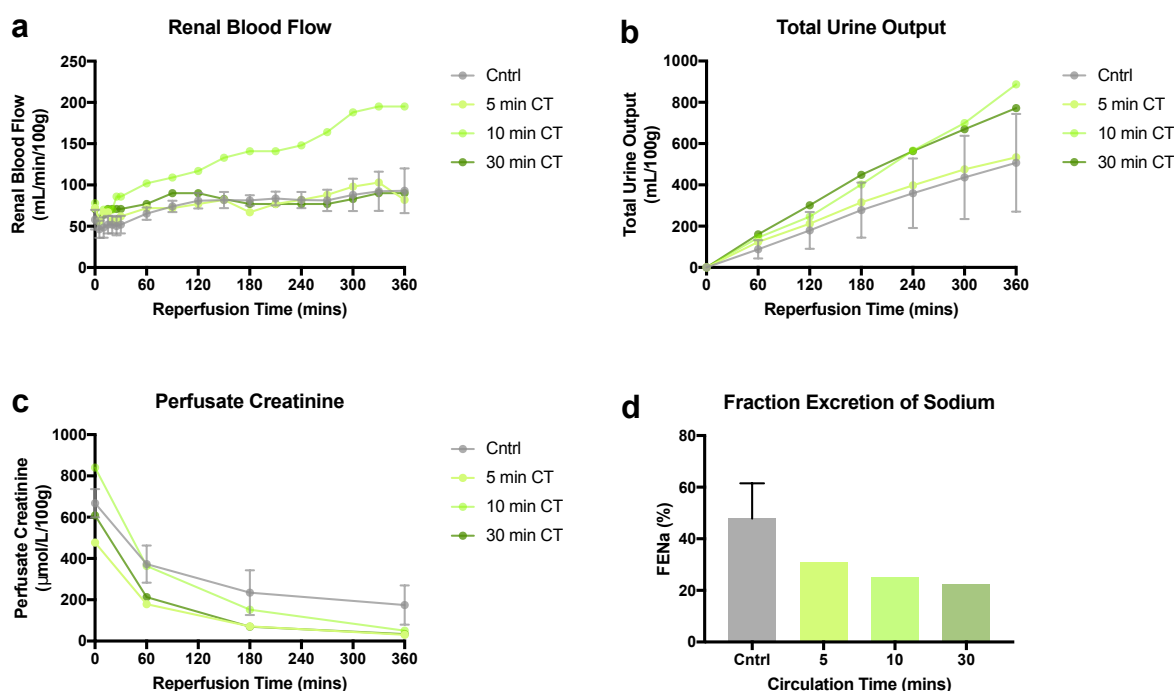 a
Renal Blood Flow
Renal Blood Flow
(mL/min/100g)
250
200
150
100
50
0
0 60 120 180 240 300 360
Reperfusion Time (mins)
Cntrl
5 min CT
10 min CT
30 min CT
b
Total Urine Output
Total Urine Output
(mL/100g)
1000
800
600
400
200
0
0 60 120 180 240 300 360
Reperfusion Time (mins)
Cntrl
5 min CT
10 min CT
30 min CT
c
Perfusate Creatinine
Perfusate Creatinine
(μmol/L/100g)
1000
800
600
400
200
0
0 60 120 180 240 300 360
Reperfusion Time (mins)
Cntrl
5 min CT
10 min CT
30 min CT
d
Fraction Excretion of Sodium
FENa (%)
80
60
40
20
0
Cntrl 5 10 30
Circulation Time (mins)